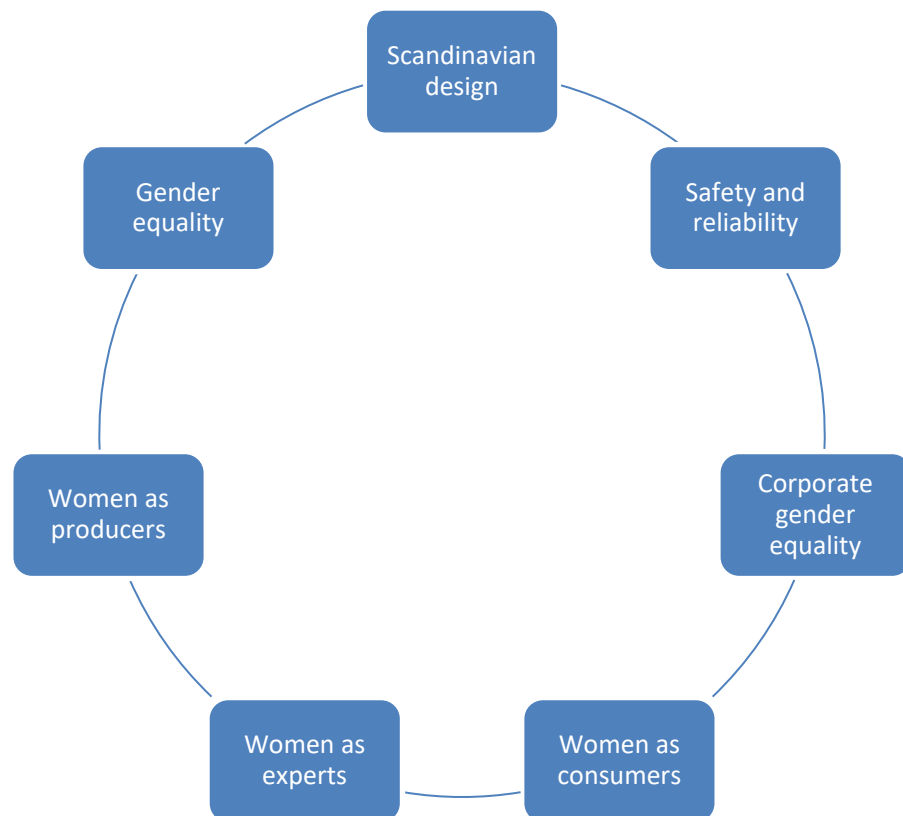 Scandinavian
design
Safety and
reliability
Corporate
gender
equality
Women as
consumers
Women as
experts
Women as
producers
Gender
equality